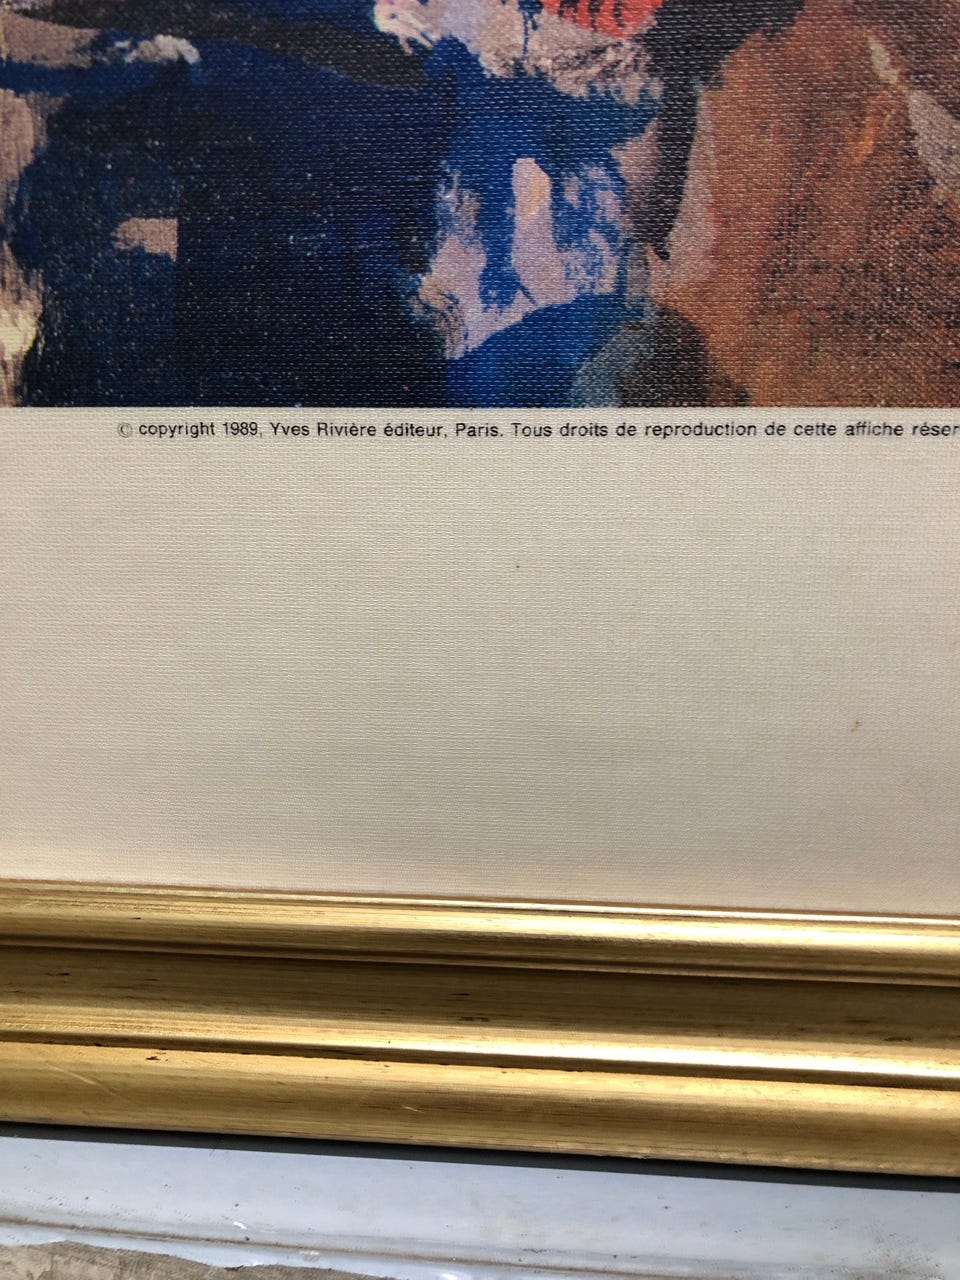 © copyright 1989, Yves Rivière éditeur, Paris. Tous droits de reproduction de cette affiche réser